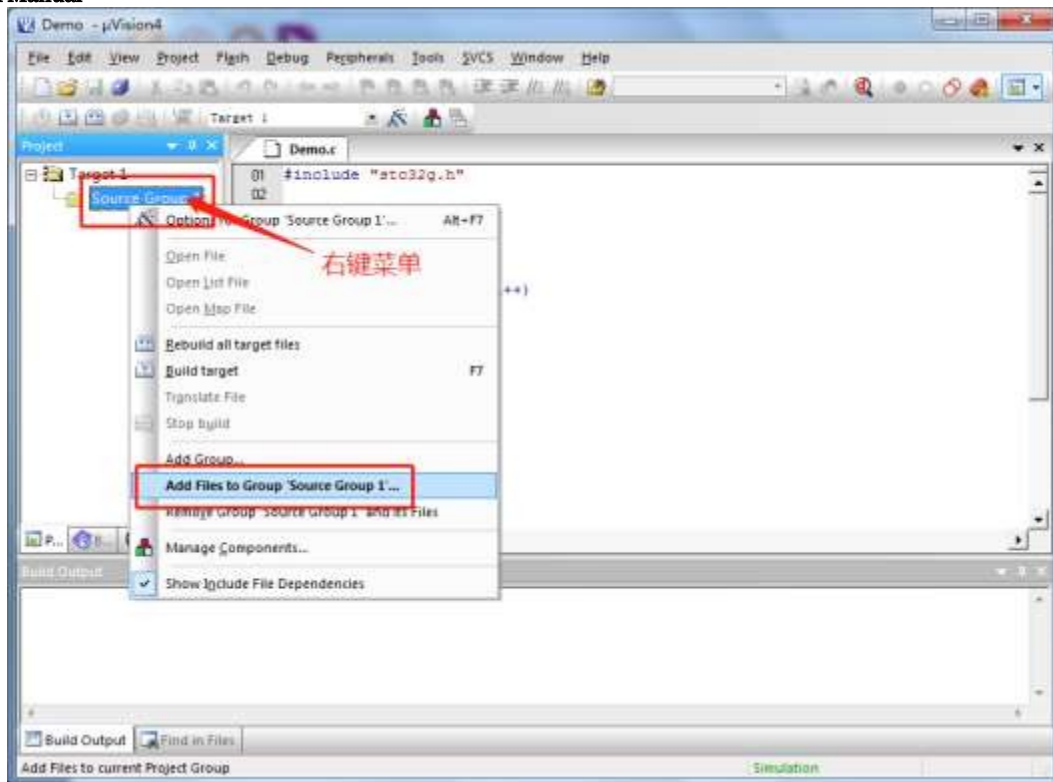 Manual
Demo - µVision4
File Edit View Project Flash Debug Peripherals Tools SVCS Window Help
Target 1
Project
Demo.c
Target 1
01 #include "stc32g.h"
Source Group 1
02
Options for Group 'Source Group 1'... Alt+F7
右键菜单
Open File
Open List File
++)
Open Map File
Rebuild all target files
Build target F7
Translate File
Stop build
Add Group...
Add Files to Group 'Source Group 1'...
Remove Group 'Source Group 1' and its Files
P...
Manage Components...
Build Output
Show Include File Dependencies
Build Output Find in Files
Add Files to current Project Group Simulation